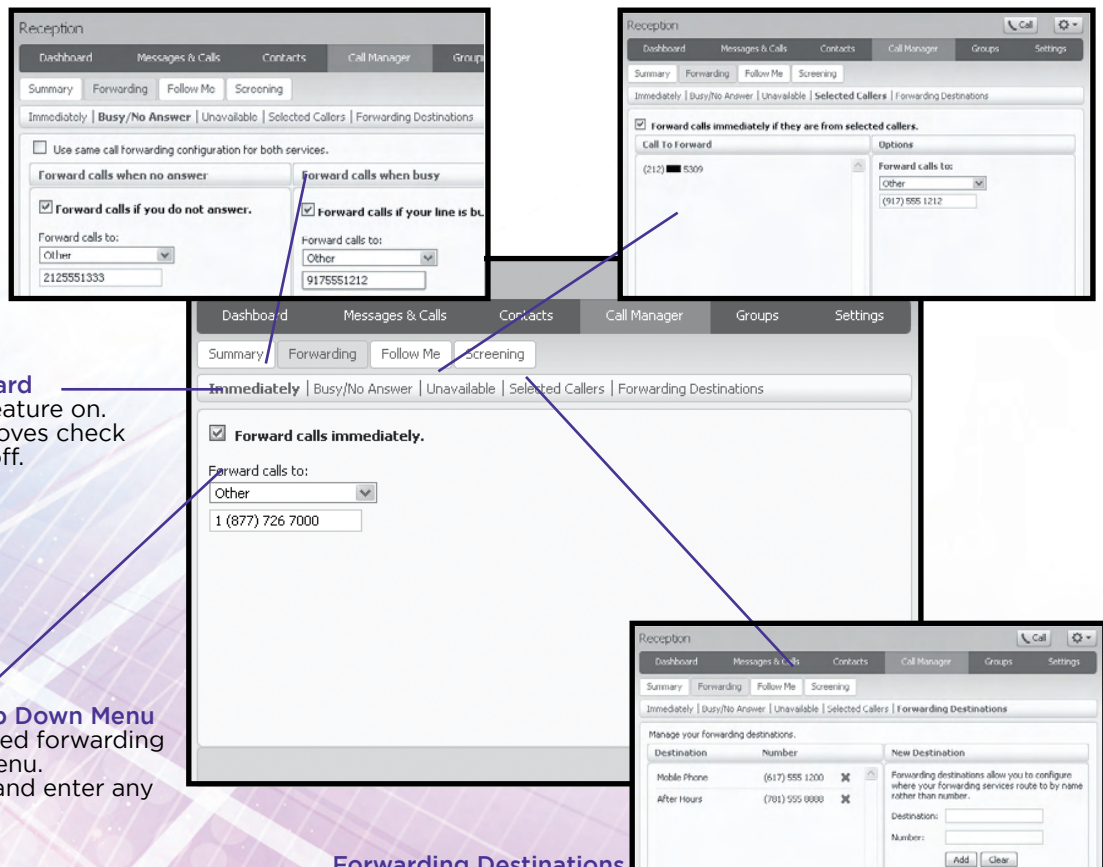 Reception
Dashboard Messages & Calls Contacts Call Manager
Summary Forwarding Follow Me Screening
Immediately | Busy/No Answer | Unavailable | Selected Callers | Forwarding Destinations
Use same call forwarding configuration for both services.
Forward calls when no answer Forward calls when busy
Forward calls if you do not answer. Forward calls if your line is
Forward calls to: Forward calls to:
Other Other
2125551333 9175551212
Reception Call
Dashboard Messages & Calls Contacts Call Manager Groups Settings
Summary Forwarding Follow Me Screening
Immediately | Busy/No Answer | Unavailable | Selected Callers | Forwarding Destinations
Forward calls immediately if they are from selected callers.
Call To Forward Options
(212) 5309 Forward calls to:
Other
(917) 555 1212
Dashboard Messages & Calls Contacts Call Manager Groups Settings
Summary Forwarding Follow Me Screening
Immediately | Busy/No Answer | Unavailable | Selected Callers | Forwarding Destinations
Forward calls immediately.
Forward calls to:
Other
1 (877) 726 7000
ard
eature on.
oves check
off.
Down Menu
ed forwarding
enu.
and enter any
Reception Call
Dashboard Messages & Calls Contacts Call Manager Groups Settings
Summary Forwarding Follow Me Screening
Immediately | Busy/No Answer | Unavailable | Selected Callers | Forwarding Destinations
Manage your forwarding destinations.
Destination Number New Destination
Mobile Phone (617) 555 1200
After Hours (781) 555 8888
Forwarding destinations allow you to configure
where your forwarding services route to by name
rather than number.
Destination:
Number:
Add Clear
Forwarding Destinations